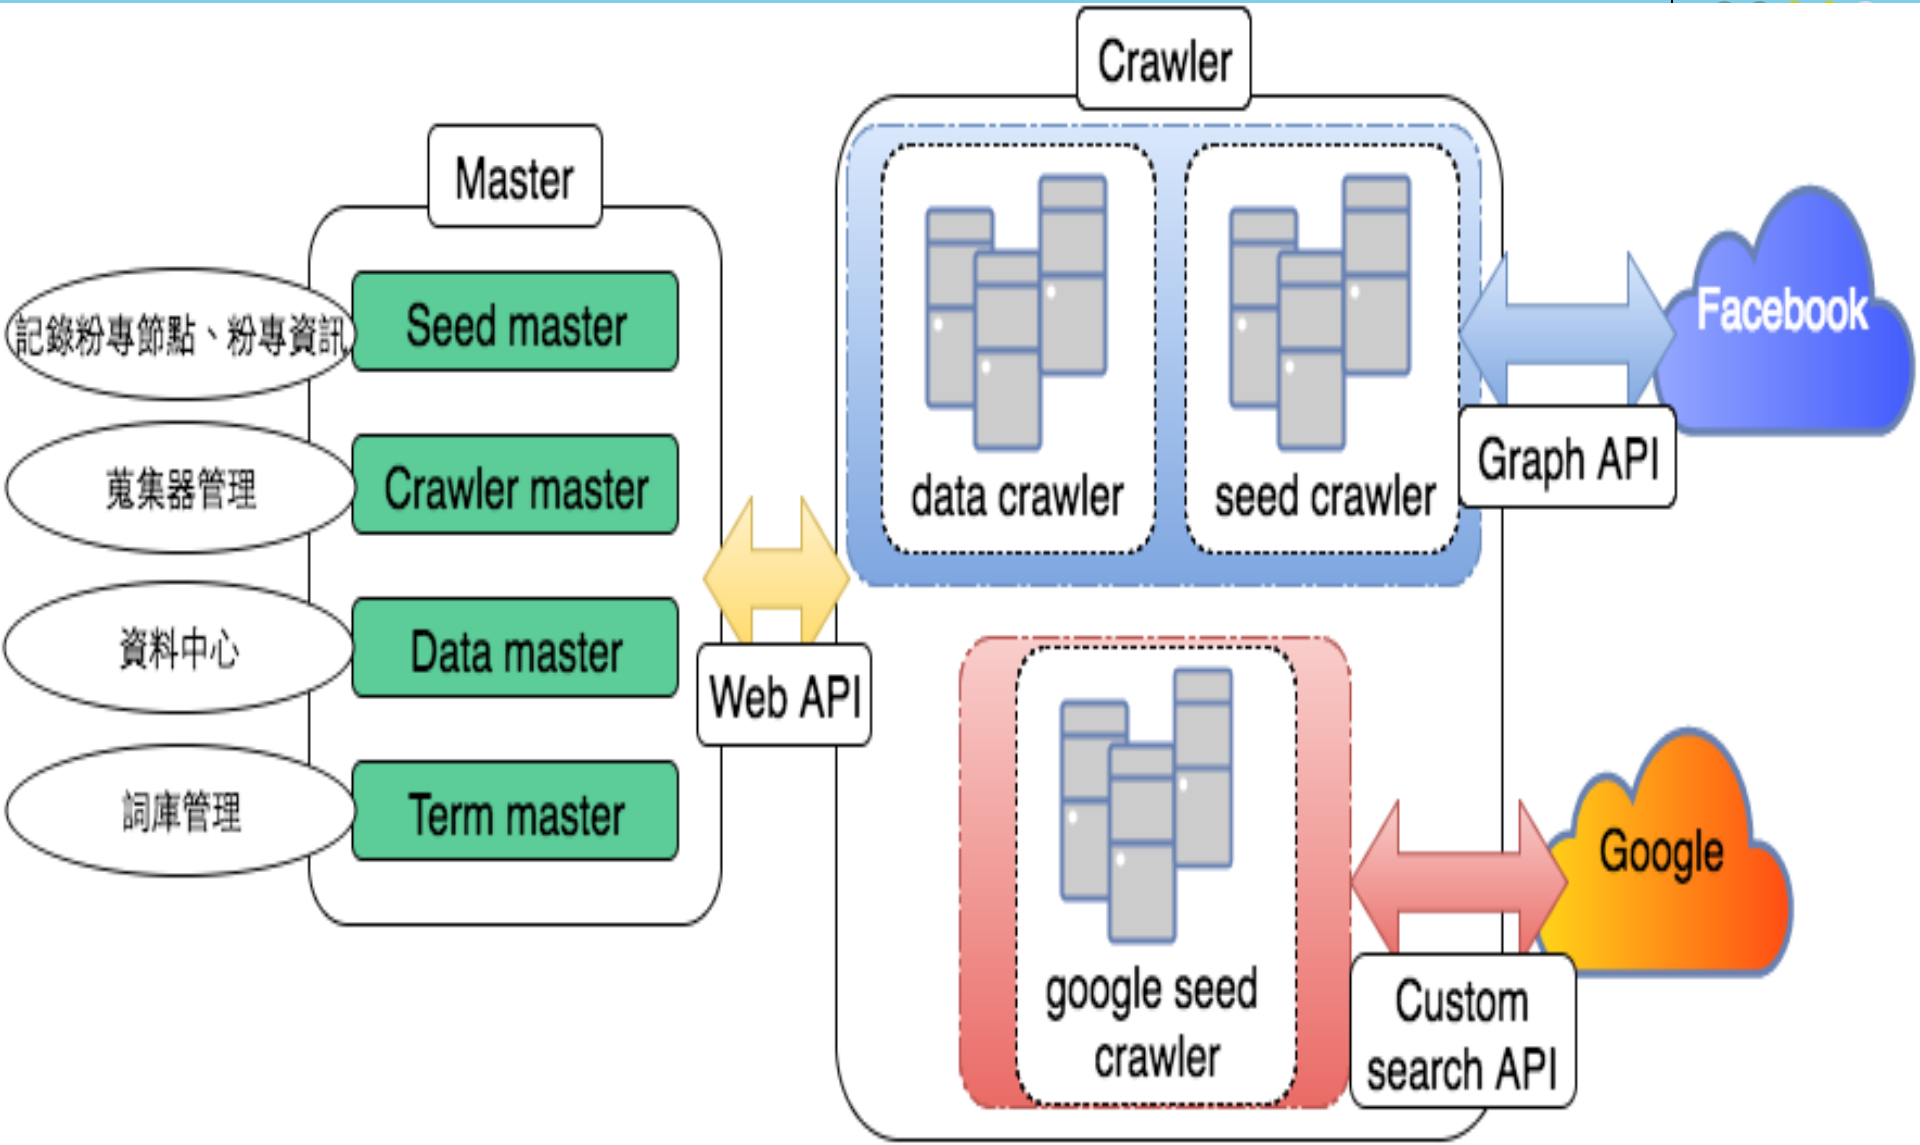 Crawler
Master
記錄粉專節點、粉專資訊
Seed master
蒐集器管理
Crawler master
資料中心
Data master
詞庫管理
Term master
Web API
data crawler
seed crawler
Graph API
Facebook
google seed
crawler
Custom
search API
Google